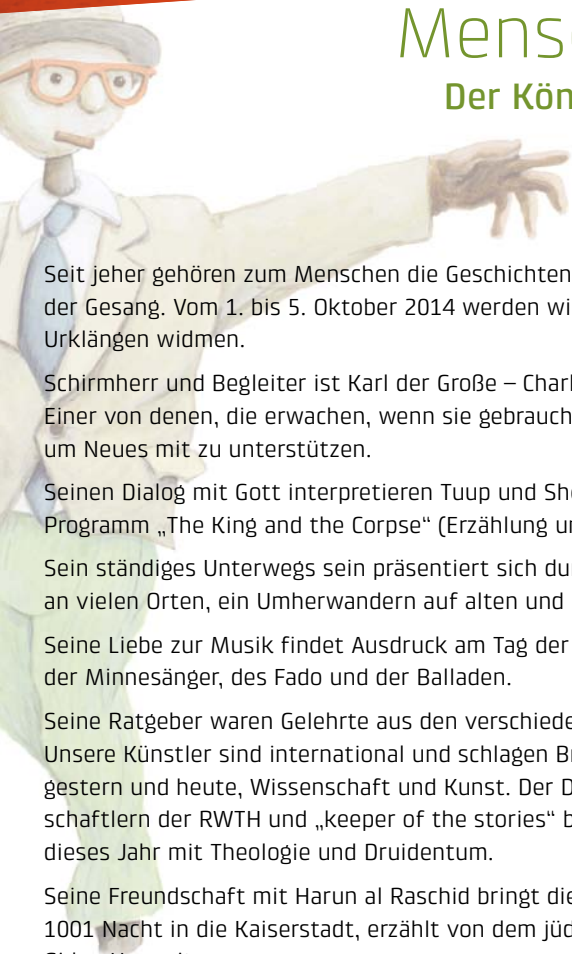 Mens
Der Kön
Seit jeher gehören zum Menschen die Geschichten
der Gesang. Vom 1. bis 5. Oktober 2014 werden wi
Urklängen widmen.
Schirmherr und Begleiter ist Karl der Große – Charl
Einer von denen, die erwachen, wenn sie gebrauch
um Neues mit zu unterstützen.
Seinen Dialog mit Gott interpretieren Tuup und She
Programm „The King and the Corpse“ (Erzählung un
Sein ständiges Unterwegs sein präsentiert sich du
an vielen Orten, ein Umherwandern auf alten und
Seine Liebe zur Musik findet Ausdruck am Tag der
der Minnesänger, des Fado und der Balladen.
Seine Ratgeber waren Gelehrte aus den verschiede
Unsere Künstler sind international und schlagen Br
gestern und heute, Wissenschaft und Kunst. Der D
schaftlern der RWTH und „keeper of the stories“ b
dieses Jahr mit Theologie und Druidentum.
Seine Freundschaft mit Harun al Raschid bringt die
1001 Nacht in die Kaiserstadt, erzählt von dem jüd